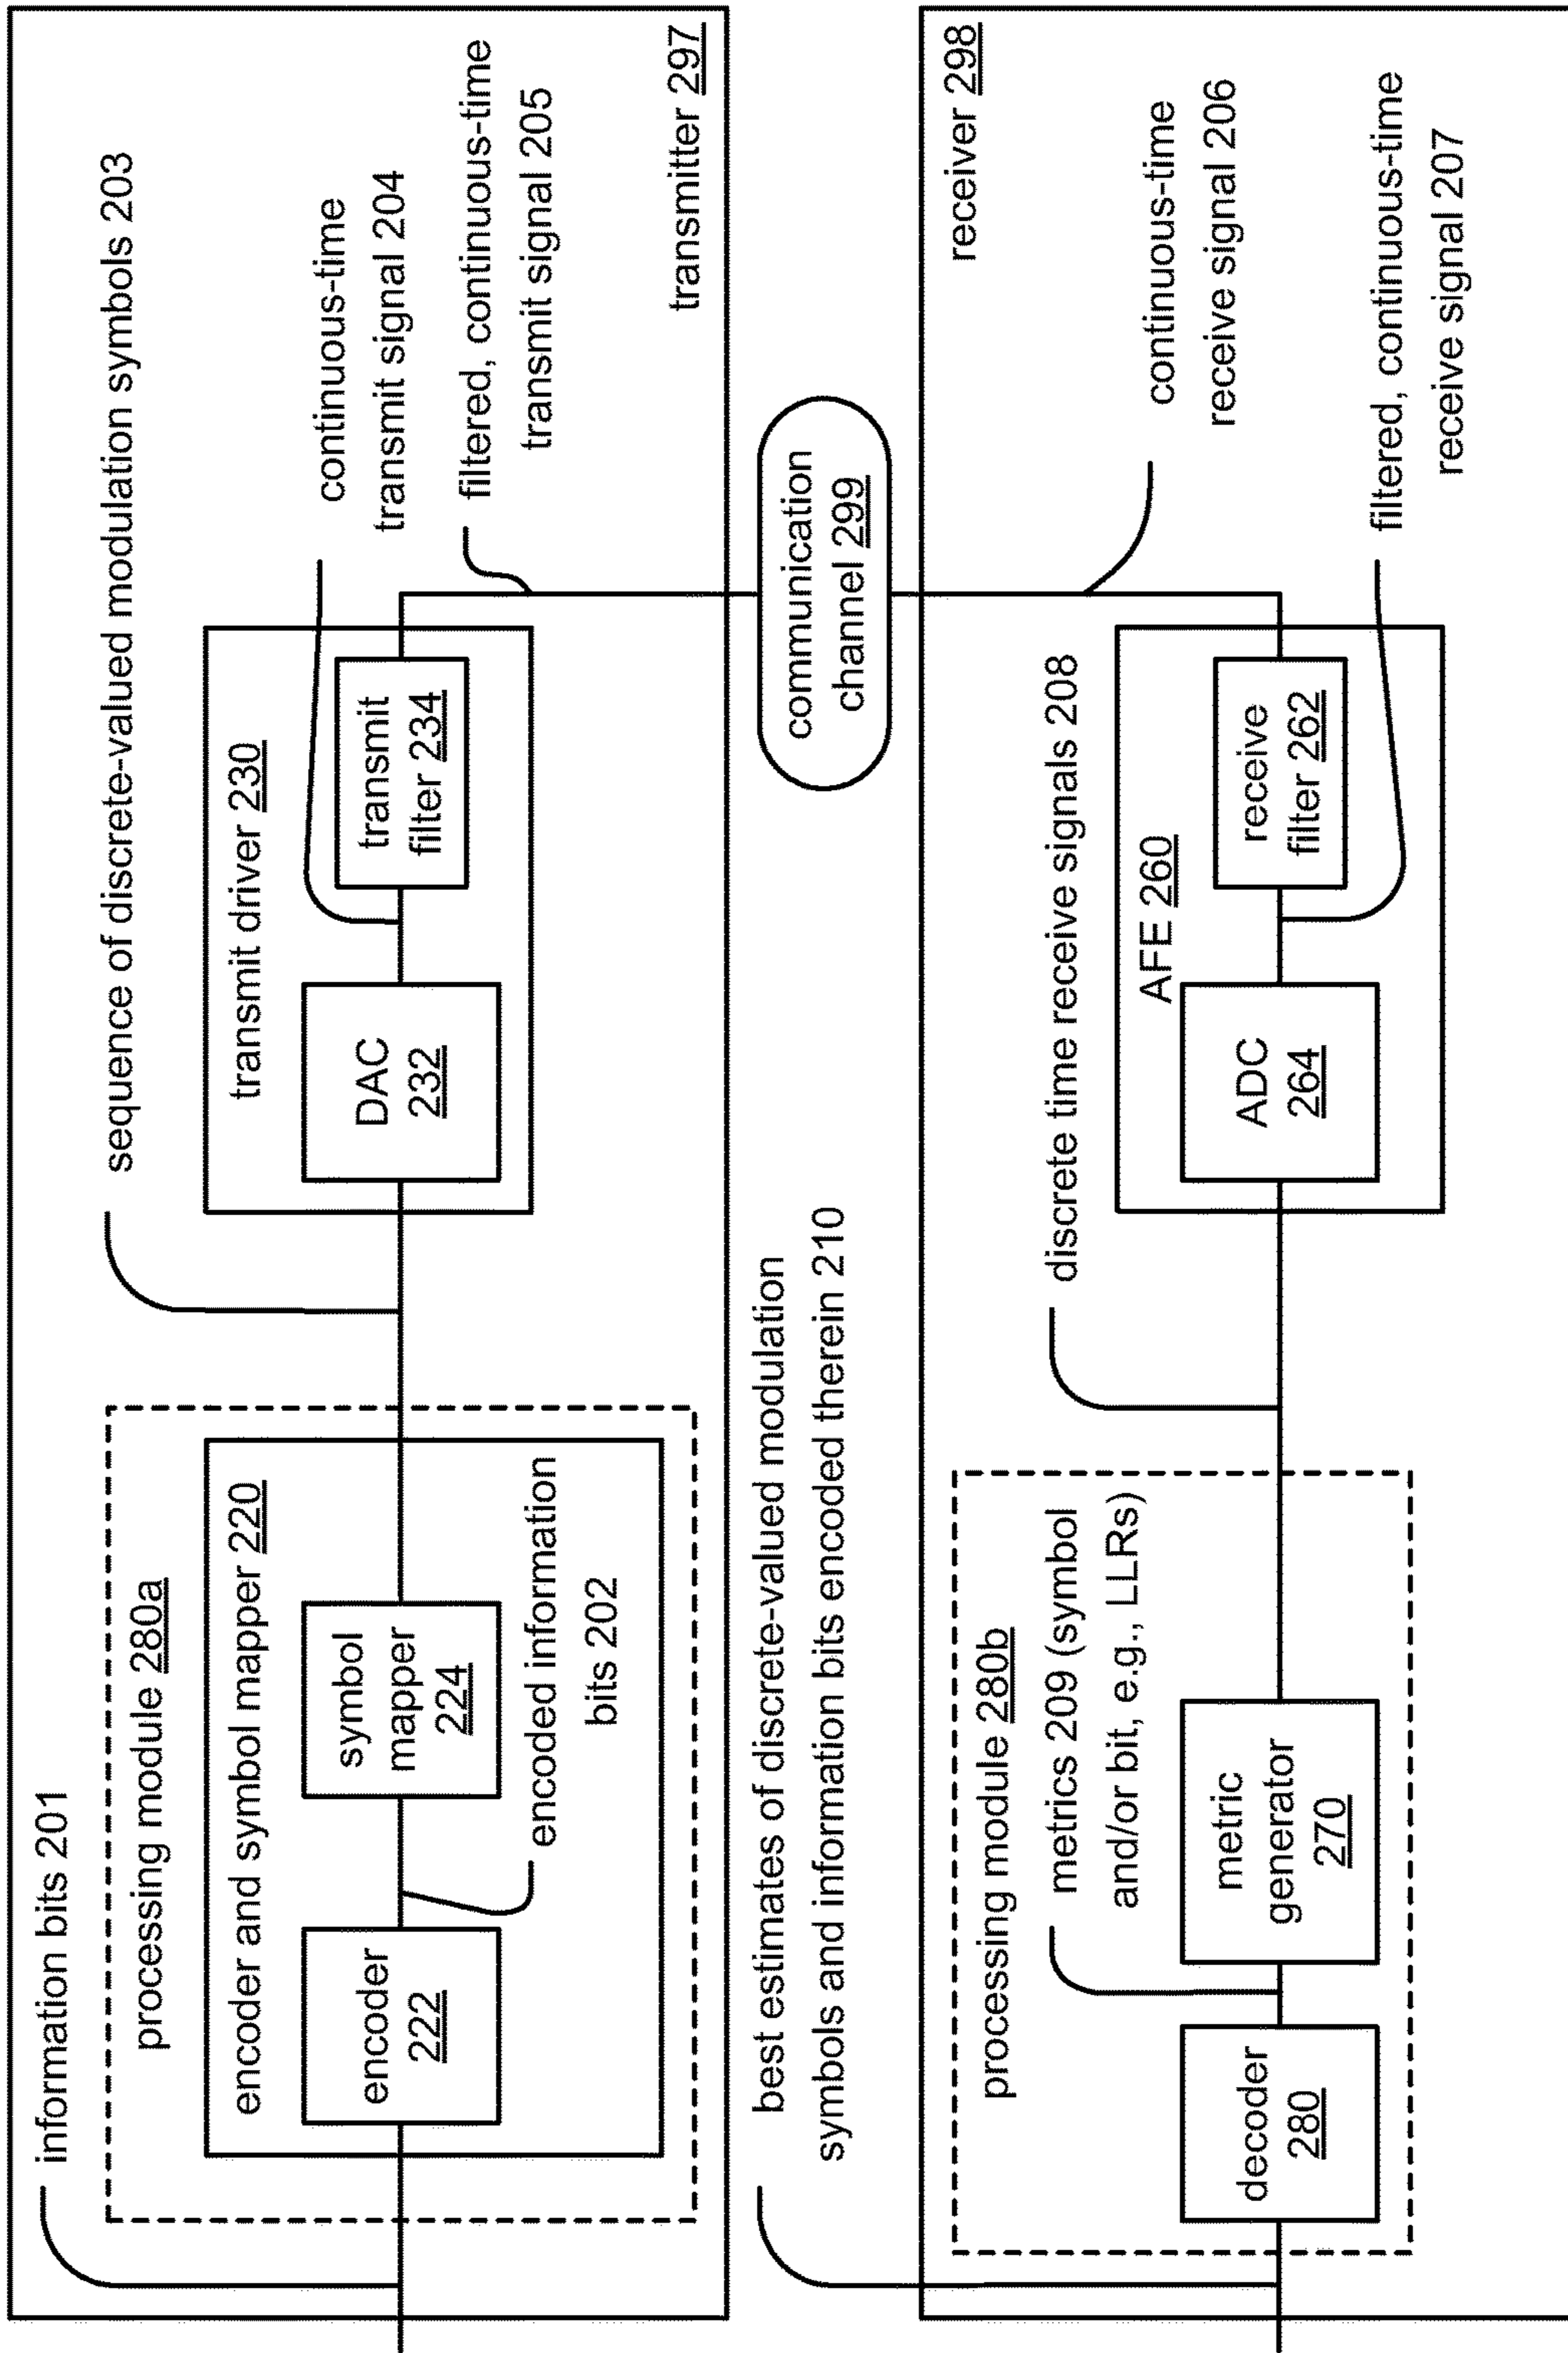 information bits 201
sequence of discrete-valued modulation symbols 203
processing module 280a
encoder and symbol mapper 220
encoder
222
symbol
mapper
224
encoded information
bits 202
transmit driver 230
DAC
232
transmit
filter 234
continuous-time
transmit signal 204
filtered, continuous-time
transmit signal 205
transmitter 297
communication
channel 299
best estimates of discrete-valued modulation
symbols and information bits encoded therein 210
receiver 298
processing module 280b
metrics 209 (symbol
and/or bit, e.g., LLRs)
decoder
280
metric
generator
270
discrete time receive signals 208
AFE 260
ADC
264
receive
filter 262
continuous-time
receive signal 206
filtered, continuous-time
receive signal 207